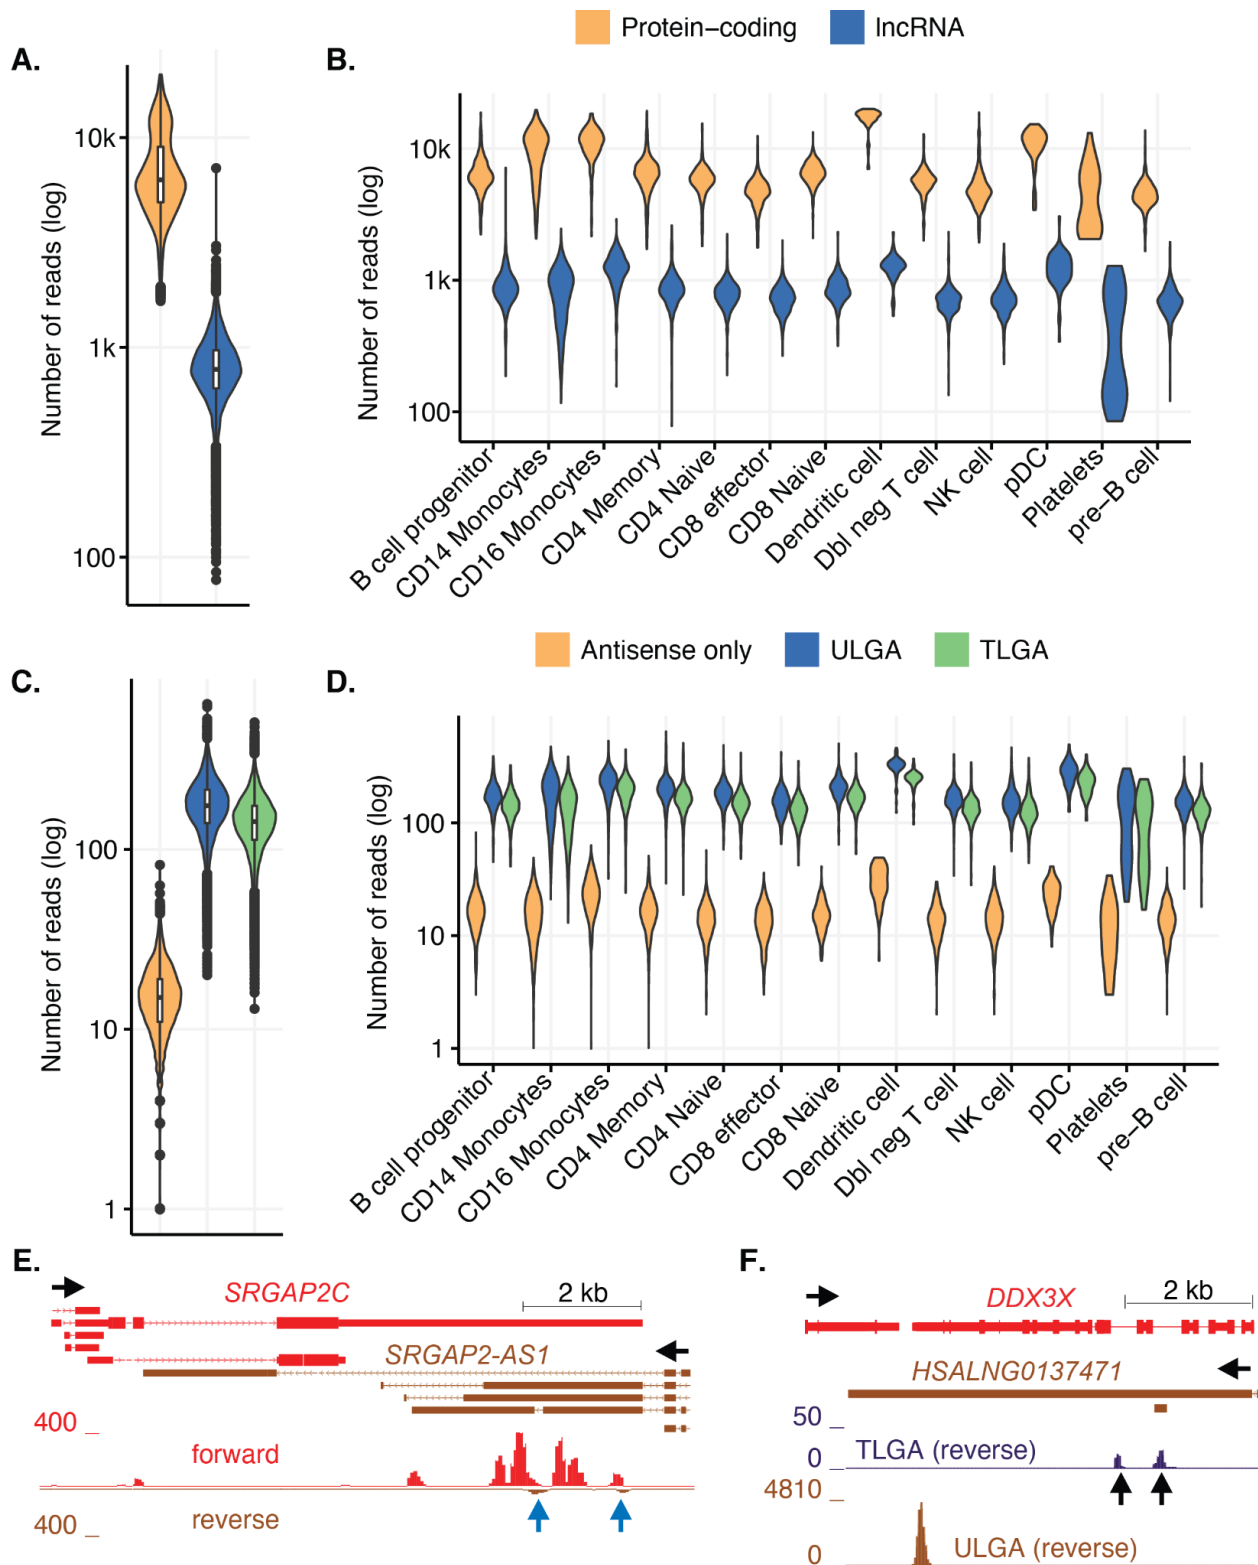 Protein−coding lncRNA
A. B.
Number of reads (log)
10k
1k
100
Number of reads (log)
10k
1k
100
B cell progenitor
CD14 Monocytes
CD16 Monocytes
CD4 Memory
CD4 Naive
CD8 effector
CD8 Naive
Dendritic cell
Dbl neg T cell
NK cell
pDC
Platelets
pre−B cell
Antisense only ULGA TLGA
C. D.
Number of reads (log)
100
10
1
Number of reads (log)
100
10
1
B cell progenitor
CD14 Monocytes
CD16 Monocytes
CD4 Memory
CD4 Naive
CD8 effector
CD8 Naive
Dendritic cell
Dbl neg T cell
NK cell
pDC
Platelets
pre−B cell
E.
SRGAP2C
2 kb
SRGAP2-AS1
400
forward
reverse
400
F.
DDX3X
2 kb
HSALNG0137471
50
TLGA (reverse)
0
4810
ULGA (reverse)
0